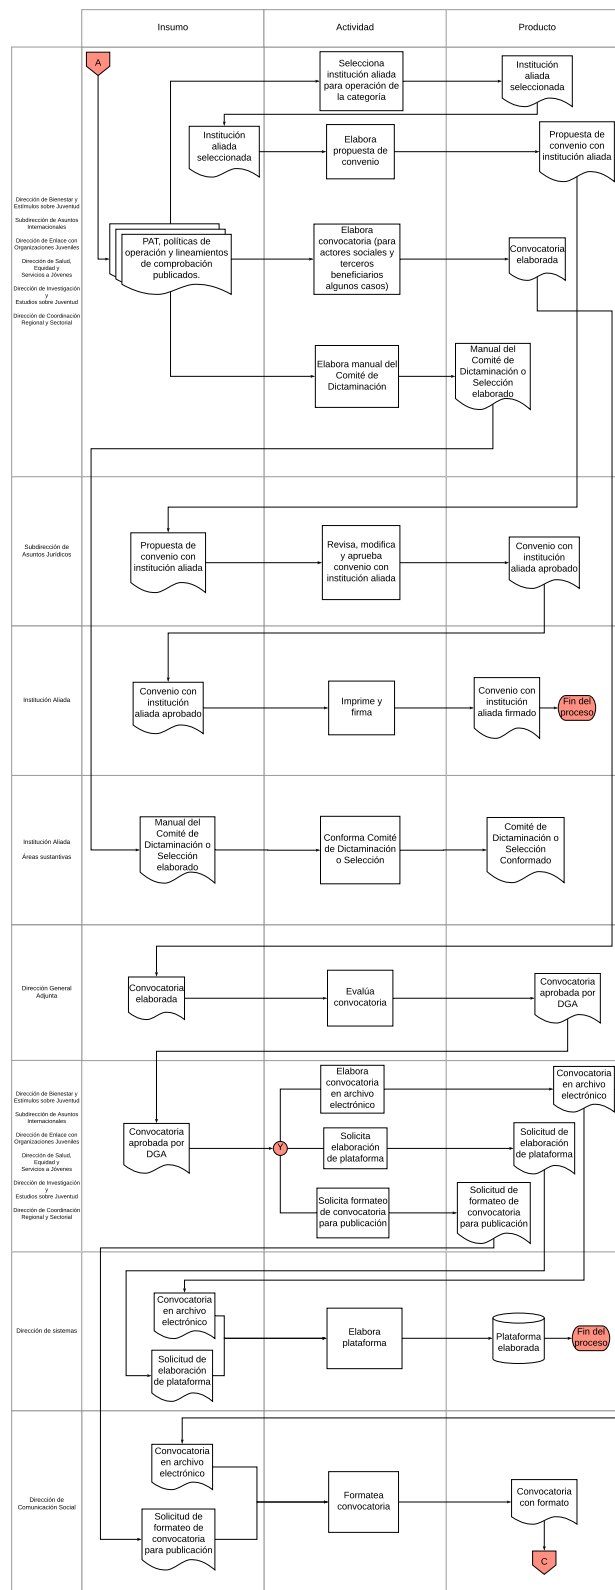 Insumo
Actividad
Producto
A
Selecciona
institución aliada
para operación de
la categoría
Institución
aliada
seleccionada
Institución
aliada
seleccionada
Elabora
propuesta de
convenio
Propuesta de
convenio con
institución aliada
Dirección de Bienestar y
Estímulos sobre Juventud
Subdirección de Asuntos
Internacionales
Dirección de Enlace con
Organizaciones Juveniles
Dirección de Salud,
Equidad y
Servicios a Jóvenes
Dirección de Investigación
y
Estudios sobre Juventud
Dirección de Coordinación
Regional y Sectorial
PAT, políticas de
operación y lineamientos
de comprobación
publicados.
Elabora
convocatoria (para
actores sociales y
terceros
beneficiarios
algunos casos)
Convocatoria
elaborada
Elabora manual del
Comité de
Dictaminación
Manual del
Comité de
Dictaminación o
Selección
elaborado
Subdirección de
Asuntos Jurídicos
Propuesta de
convenio con
institución aliada
Revisa, modifica
y aprueba
convenio con
institución aliada
Convenio con
institución
aliada aprobado
Institución Aliada
Convenio con
institución
aliada aprobado
Imprime y
firma
Convenio con
institución
aliada firmado
Fin del
proceso
Institución Aliada
Áreas sustantivas
Manual del
Comité de
Dictaminación o
Selección
elaborado
Conforma Comité
de Dictaminación
o Selección
Comité de
Dictaminación o
Selección
Conformado
Dirección General
Adjunta
Convocatoria
elaborada
Evalúa
convocatoria
Convocatoria
aprobada por
DGA
Dirección de Bienestar y
Estímulos sobre Juventud
Subdirección de Asuntos
Internacionales
Dirección de Enlace con
Organizaciones Juveniles
Dirección de Salud,
Equidad y
Servicios a Jóvenes
Dirección de Investigación
y
Estudios sobre Juventud
Dirección de Coordinación
Regional y Sectorial
Convocatoria
aprobada por
DGA
Y
Elabora
convocatoria
en archivo
electrónico
Convocatoria
en archivo
electrónico
Solicita
elaboración
de plataforma
Solicitud de
elaboración
de plataforma
Solicita formateo
de convocatoria
para publicación
Solicitud de
formateo de
convocatoria
para publicación
Dirección de sistemas
Convocatoria
en archivo
electrónico
Solicitud de
elaboración
de plataforma
Elabora
plataforma
Plataforma
elaborada
Fin del
proceso
Dirección de
Comunicación Social
Convocatoria
en archivo
electrónico
Solicitud de
formateo de
convocatoria
para publicación
Formatea
convocatoria
Convocatoria
con formato
C